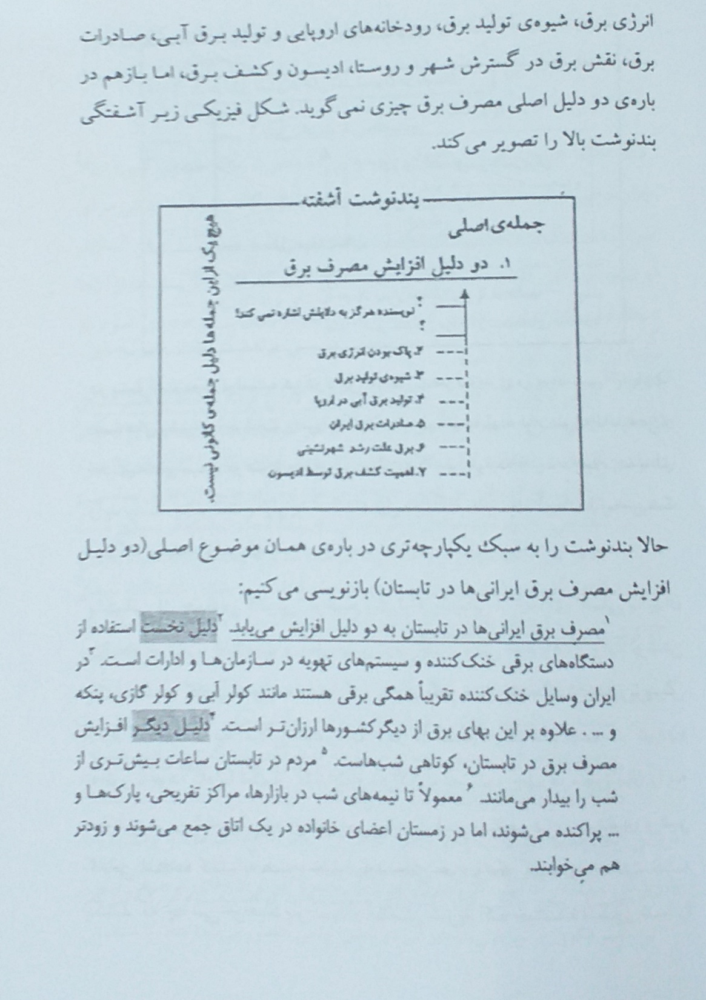 انرژی برق، شیوه‌ی تولید برق، رودخانه‌های اروپایی و تولید برق آبی، صادرات
برق، نقش برق در گسترش شهر و روستا، ادیسون و کشف برق، اما بازهم در
باره‌ی دو دلیل اصلی مصرف برق چیزی نمی‌گوید. شکل فیزیکی زیر آشفتگی
بندنوشت بالا را تصویر می‌کند.
بندنوشت آشفته
جمله‌ی اصلی
۱. دو دلیل افزایش مصرف برق
؟ نویسنده هرگز به دلایلش اشاره نمی‌کند!
؟
۲. پاک بودن انرژی برق
۳. شیوه‌ی تولید برق
۴. تولید برق آبی در اروپا
۵. صادرات برق ایران
۶. برق علت رشد شهرنشینی
۷. اهمیت کشف برق توسط ادیسون
هیچ یک از این جمله‌ها دلیل جمله‌ی کانونی نیست.
حالا بندنوشت را به سبک یکپارچه‌تری در باره‌ی همان موضوع اصلی(دو دلیل
افزایش مصرف برق ایرانی‌ها در تابستان) بازنویسی می‌کنیم:
۱مصرف برق ایرانی‌ها در تابستان به دو دلیل افزایش می‌یابد. ۲دلیل نخست استفاده از
دستگاه‌های برقی خنک‌کننده و سیستم‌های تهویه در سازمان‌ها و ادارات است. ۳در
ایران وسایل خنک‌کننده تقریباً همگی برقی هستند مانند کولر آبی و کولر گازی، پنکه
و ... . علاوه بر این بهای برق از دیگر کشورها ارزان‌تر است. ۴دلیل دیگر افزایش
مصرف برق در تابستان، کوتاهی شب‌هاست. ۵ مردم در تابستان ساعات بیش‌تری از
شب را بیدار می‌مانند. ۶ معمولاً تا نیمه‌های شب در بازارها، مراکز تفریحی، پارک‌ها و
... پراکنده می‌شوند، اما در زمستان اعضای خانواده در یک اتاق جمع می‌شوند و زودتر
هم می‌خوابند.